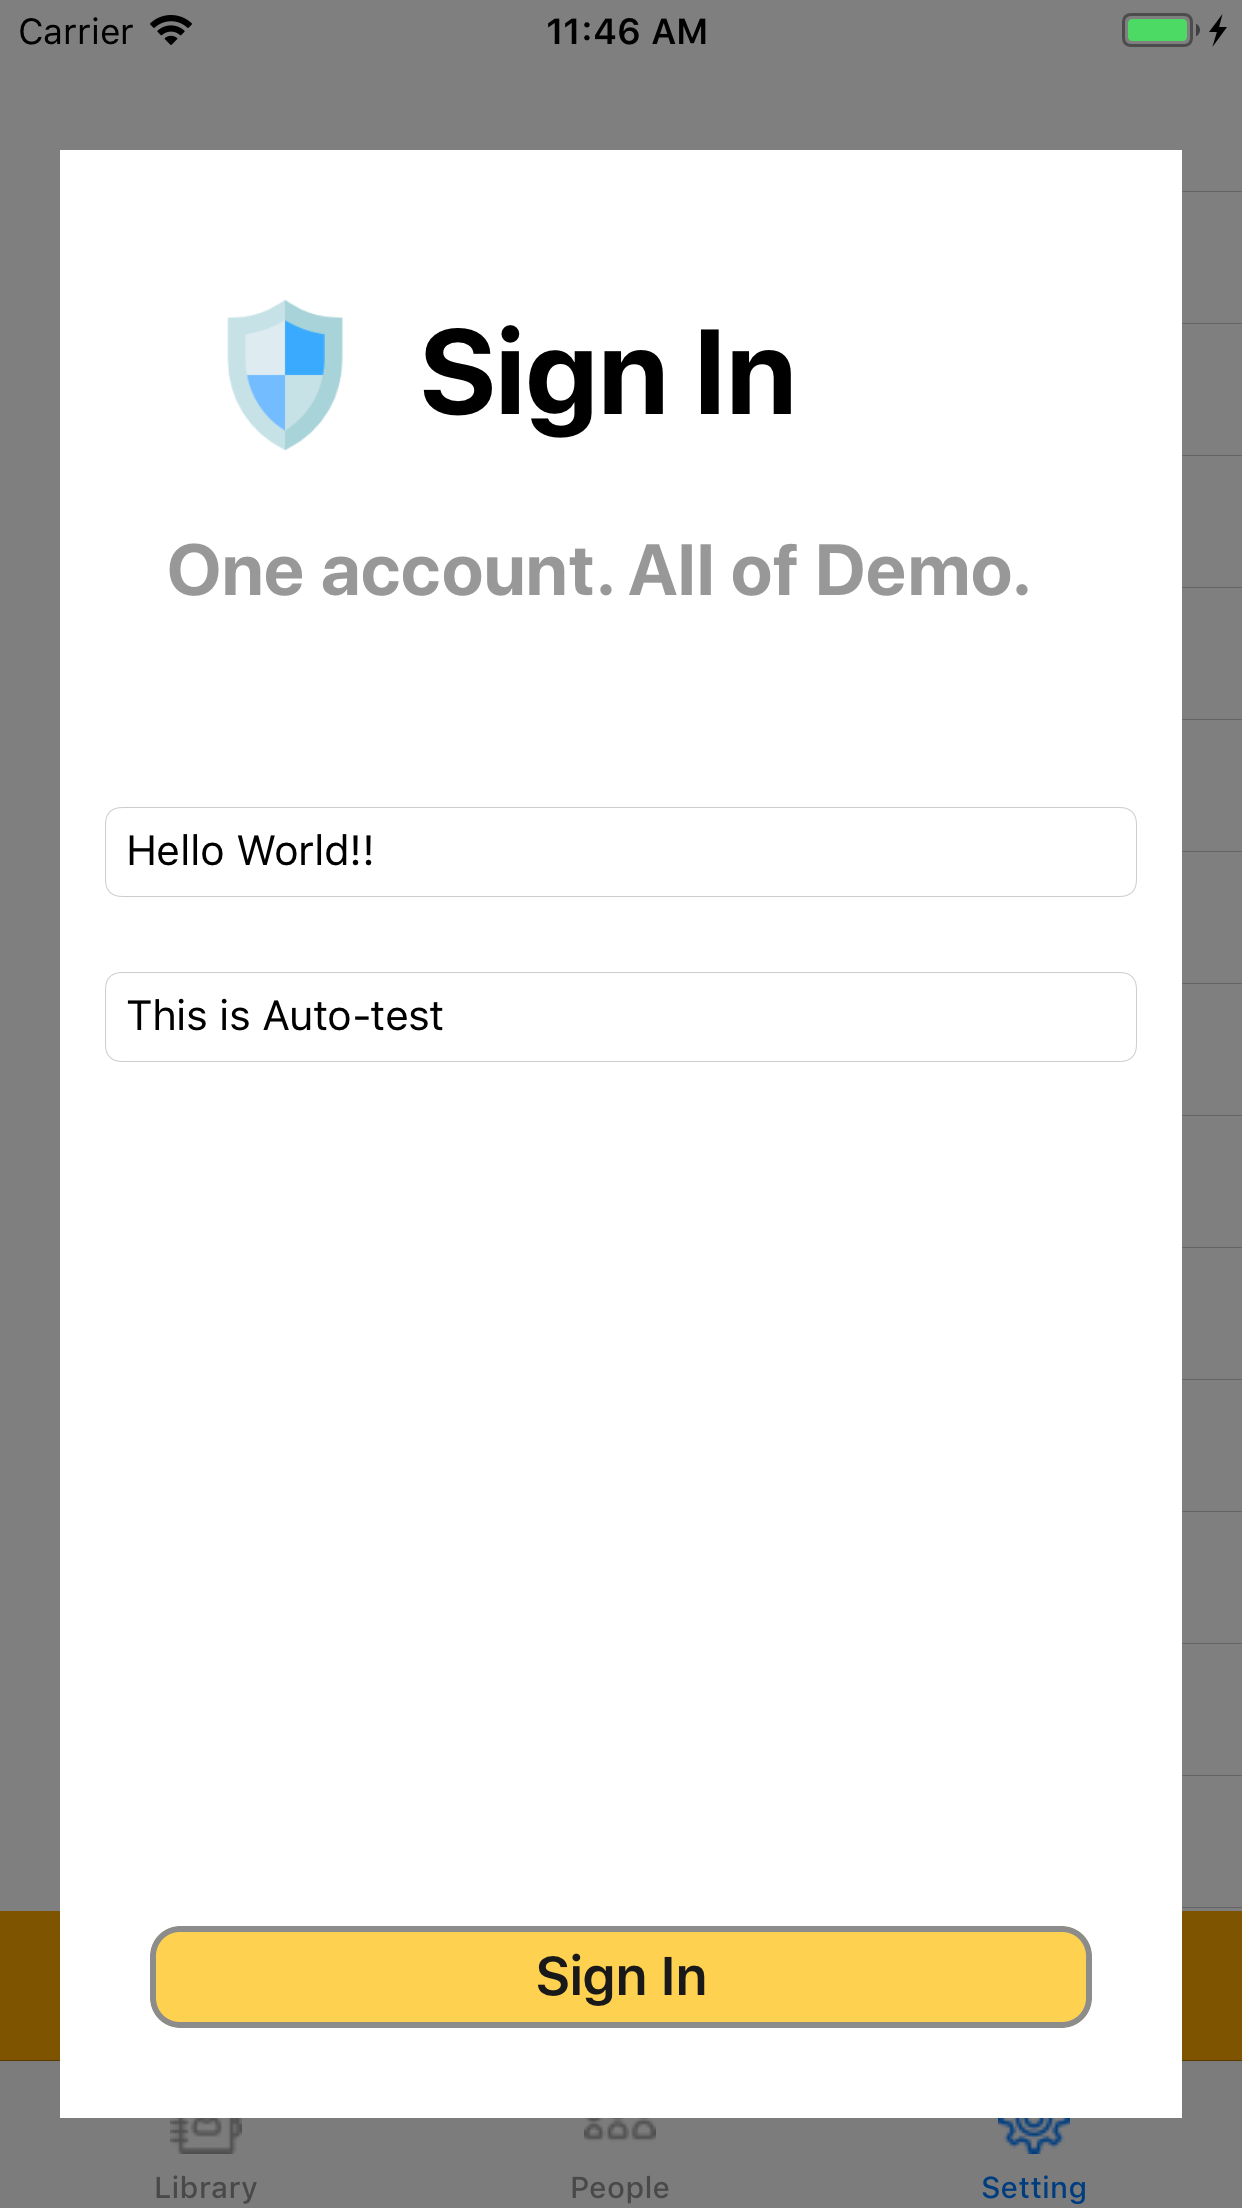 Carrier 11:46 AM
Sign In
One account. All of Demo.
Hello World!!
This is Auto-test
Sign In
Library People Setting